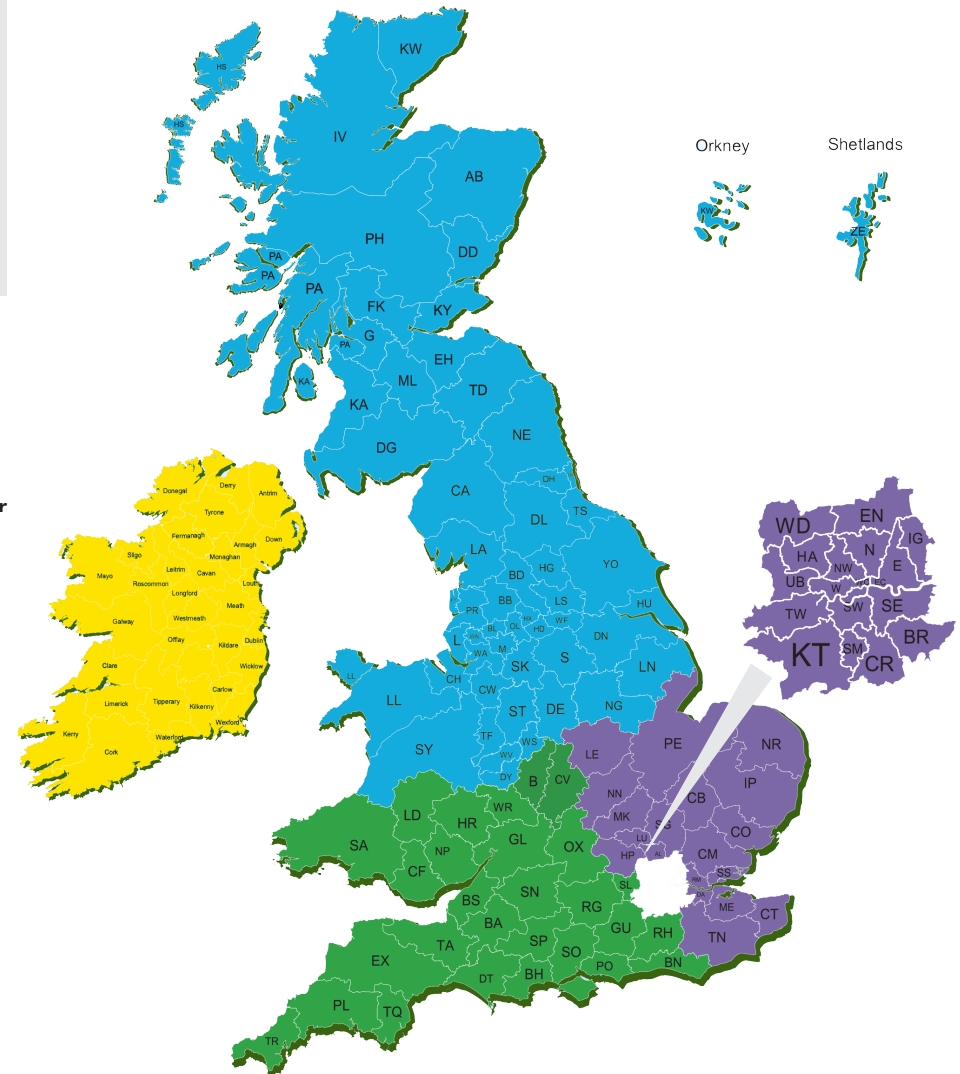 KW
HS
HS
IV
Orkney
Shetlands
AB
KW
ZE
PH
DD
PA
PA
PA
FK
KY
G
PA
EH
KA
ML
TD
KA
NE
DG
DH
CA
TS
DL
r
Donegal
Derry
Antrim
Tyrone
Fermanagh
Armagh
Down
Sligo
Monaghan
Mayo
Leitrim
Cavan
Roscommon
Louth
Longford
Meath
Galway
Westmeath
Offlay
Dublin
Kildare
Clare
Wicklow
Limerick
Tipperary
Carlow
Kilkenny
Kerry
Wexford
Waterford
Cork
LA
YO
BD
HG
PR
BB
LS
HU
BL
OL
HX
HD
WF
DN
L
WA
M
S
LN
LL
CH
SK
LL
CW
NG
ST
DE
SY
TF
WS
WV
DY
WD
EN
IG
HA
NW
N
E
UB
W
WC
EC
TW
SW
SE
KT
SM
CR
BR
LE
PE
NR
B
CV
NN
CB
IP
MK
SG
LU
CO
HP
AL
CM
SS
RM
DA
ME
CT
TN
LD
HR
WR
SA
NP
GL
OX
CF
SL
SN
BS
RG
BA
GU
RH
TA
SP
SO
EX
PO
BN
DT
BH
PL
TQ
TR